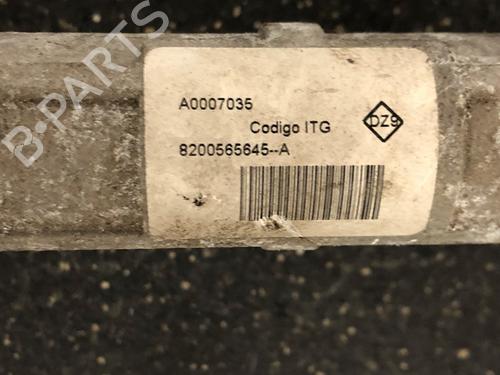 A0007035
Codigo ITG
DZ9
8200565645--A
B-PARTS